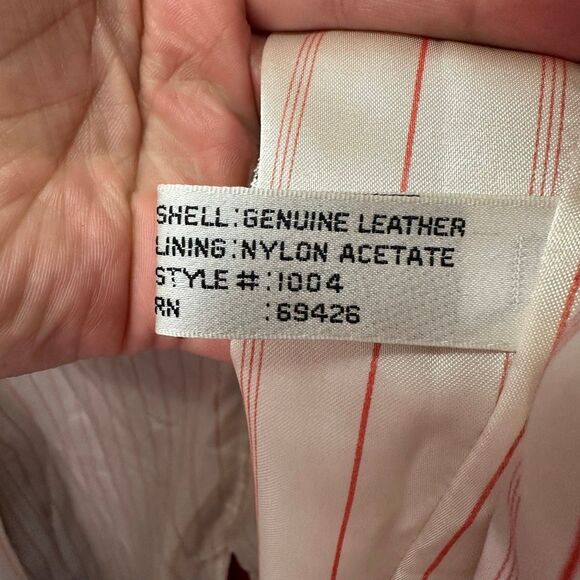 SHELL:GENUINE LEATHER
LINING:NYLON ACETATE
STYLE #:1004
RN :69426